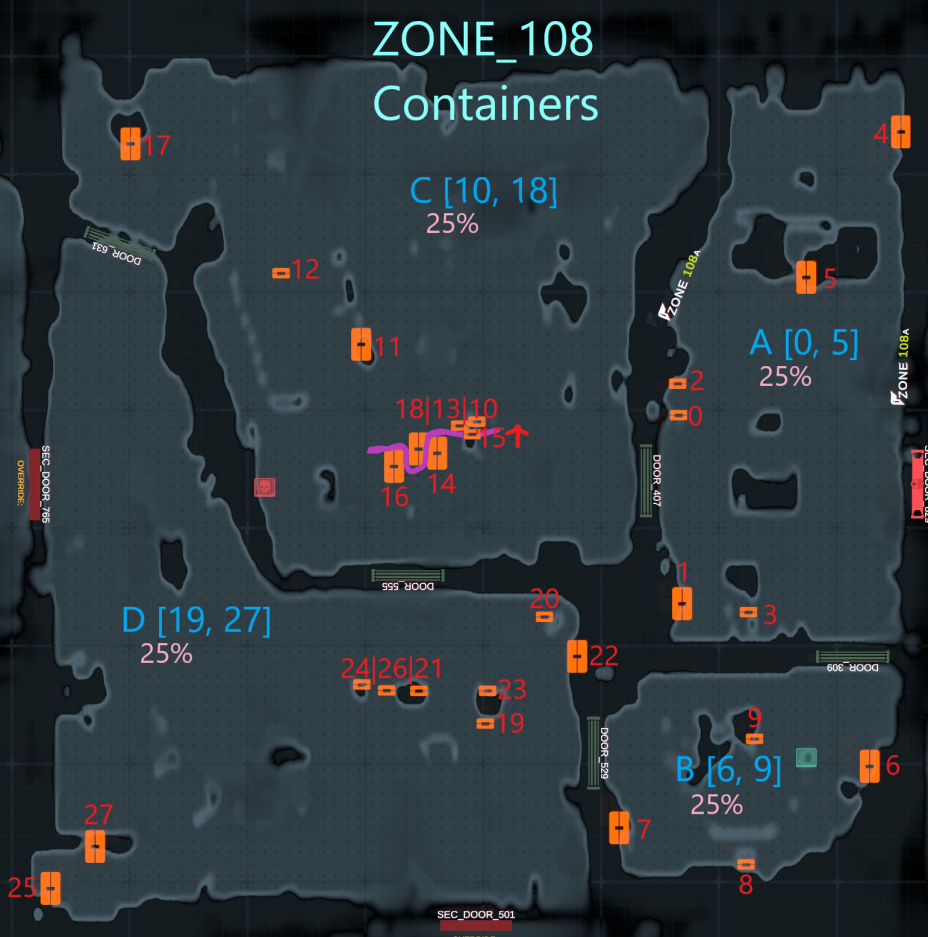 ZONE_108
Containers
4
17
C [10, 18]
25%
DOOR_631
12
ZONE 108A
5
11
A [0, 5]
25%
ZONE 108A
2
18|13|10
0
15
16
14
SEC_DOOR_765
OVERRIDE:
DOOR_407
DOOR_555
1
20
3
D [19, 27]
25%
22
DOOR_309
24|26|21
23
19
9
DOOR_529
B [6, 9]
25%
6
27
7
25
8
SEC_DOOR_501